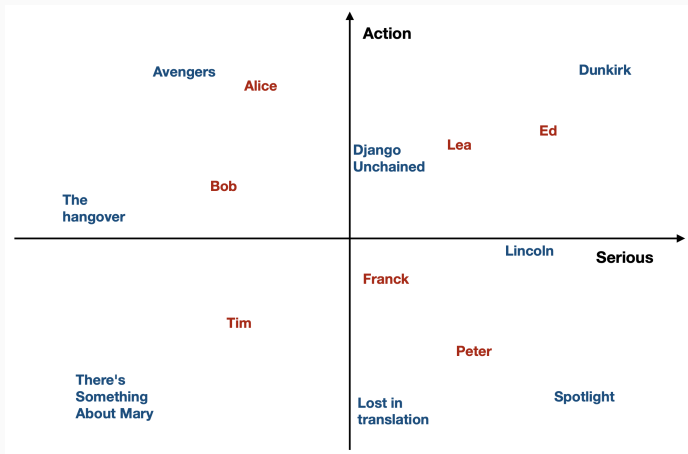 Action
Avengers
Dunkirk
Alice
Ed
Lea
Django
Unchained
Bob
The
hangover
Lincoln
Serious
Franck
Tim
Peter
There's
Something
About Mary
Spotlight
Lost in
translation